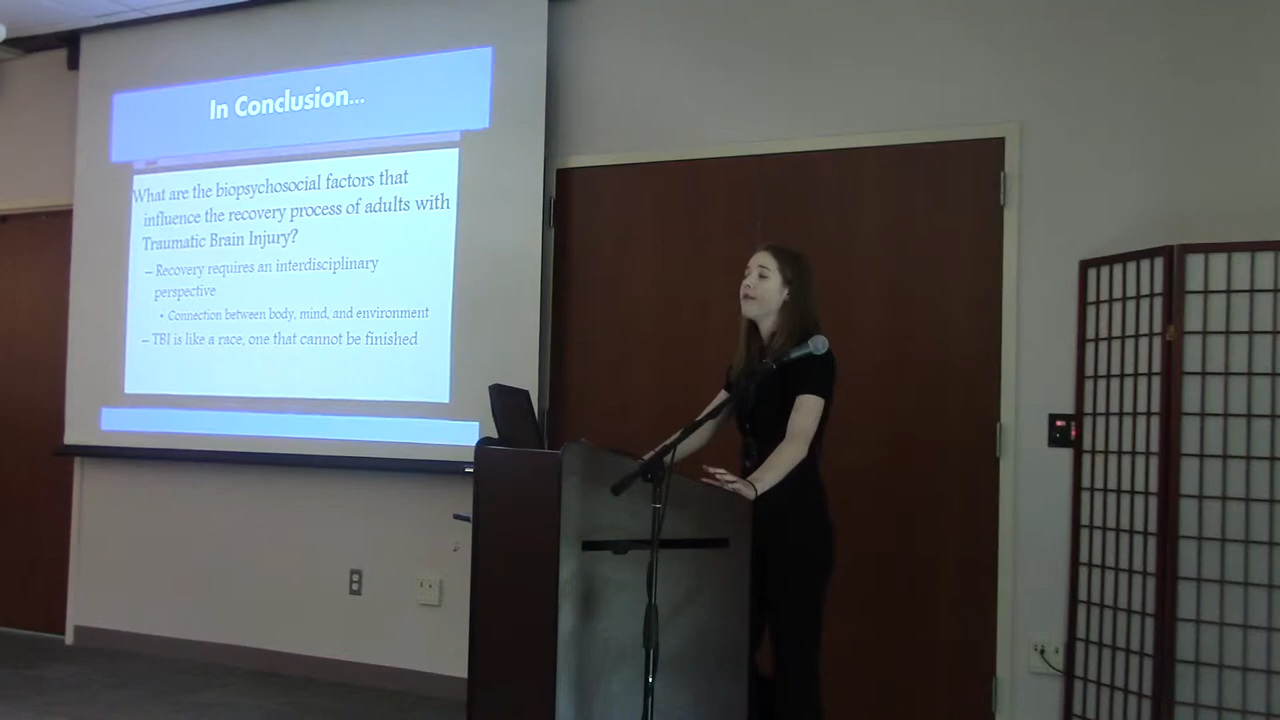 In Conclusion...
What are the biopsychosocial factors that
influence the recovery process of adults with
Traumatic Brain Injury?
– Recovery requires an interdisciplinary
perspective
• Connection between body, mind, and environment
– TBI is like a race, one that cannot be finished